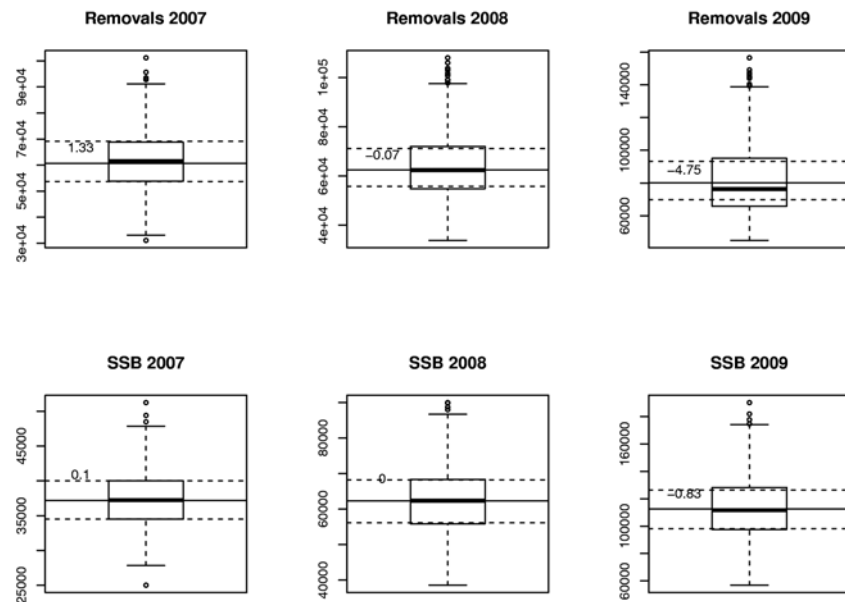 Removals 2007
Removals 2008
Removals 2009
3e+04
5e+04
7e+04
9e+04
1.33
4e+04
6e+04
8e+04
1e+05
−0.07
60000
100000
140000
−4.75
SSB 2007
SSB 2008
SSB 2009
25000
35000
45000
0.1
40000
60000
80000
0
60000
100000
160000
−0.83